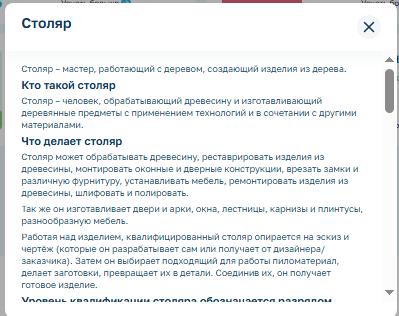 Столяр
Столяр – мастер, работающий с деревом, создающий изделия из дерева.
Кто такой столяр
Столяр – человек, обрабатывающий древесину и изготавливающий
деревянные предметы с применением технологий и в сочетании с другими
материалами.
Что делает столяр
Столяр может обрабатывать древесину, реставрировать изделия из
древесины, монтировать оконные и дверные конструкции, врезать замки и
различную фурнитуру, устанавливать мебель, ремонтировать изделия из
древесины, шлифовать и полировать.
Так же он изготавливает двери и арки, окна, лестницы, карнизы и плинтусы,
разнообразную мебель.
Работая над изделием, квалифицированный столяр опирается на эскиз и
чертёж (которые он разрабатывает сам или получает от дизайнера/
заказчика). Затем он выбирает подходящий для работы пиломатериал,
делает заготовки, превращает их в детали. Соединив их, он получает
готовое изделие.
Уровень квалификации столяра обозначается разрядом